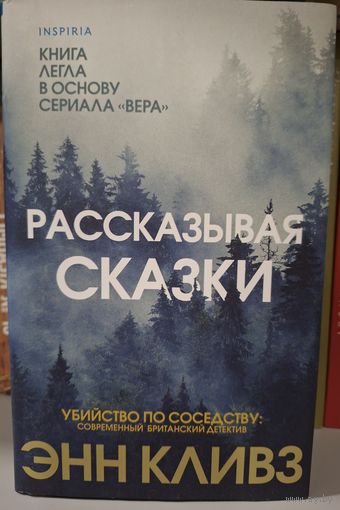 INSPIRIA
КНИГА
ЛЕГЛА
В ОСНОВУ
СЕРИАЛА «ВЕРА»
РАССКАЗЫВАЯ
СКАЗКИ
УБИЙСТВО ПО СОСЕДСТВУ:
СОВРЕМЕННЫЙ БРИТАНСКИЙ ДЕТЕКТИВ
ЭНН КЛИВЗ